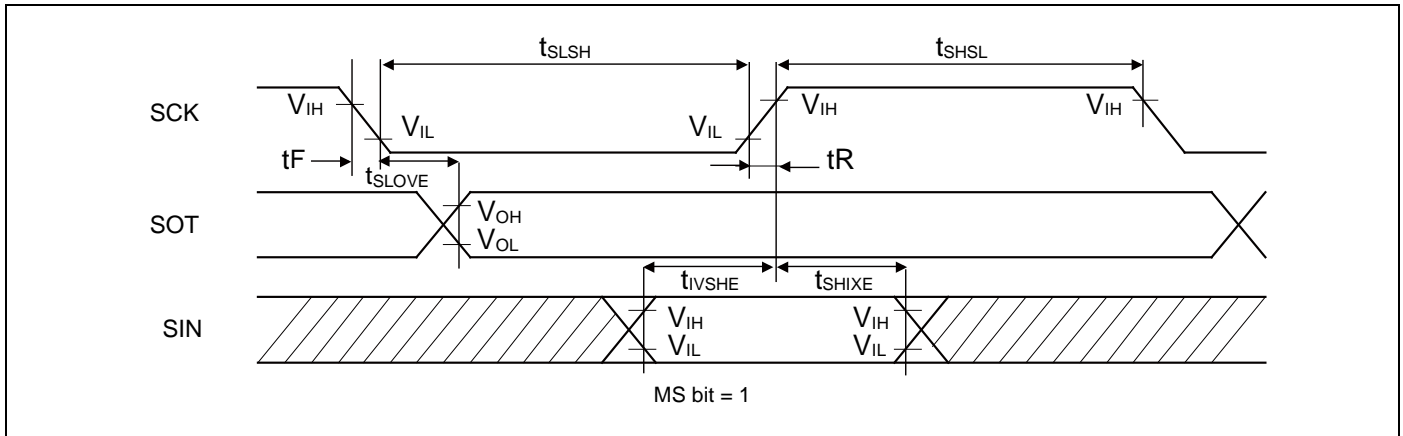 tSLSH tSHSL
SCK VIH VIL VIL VIH VIH
tF tSLOVE tR
SOT VOH
VOL
tIVSHE tSHIXE
SIN VIH VIH
VIL VIL
MS bit = 1